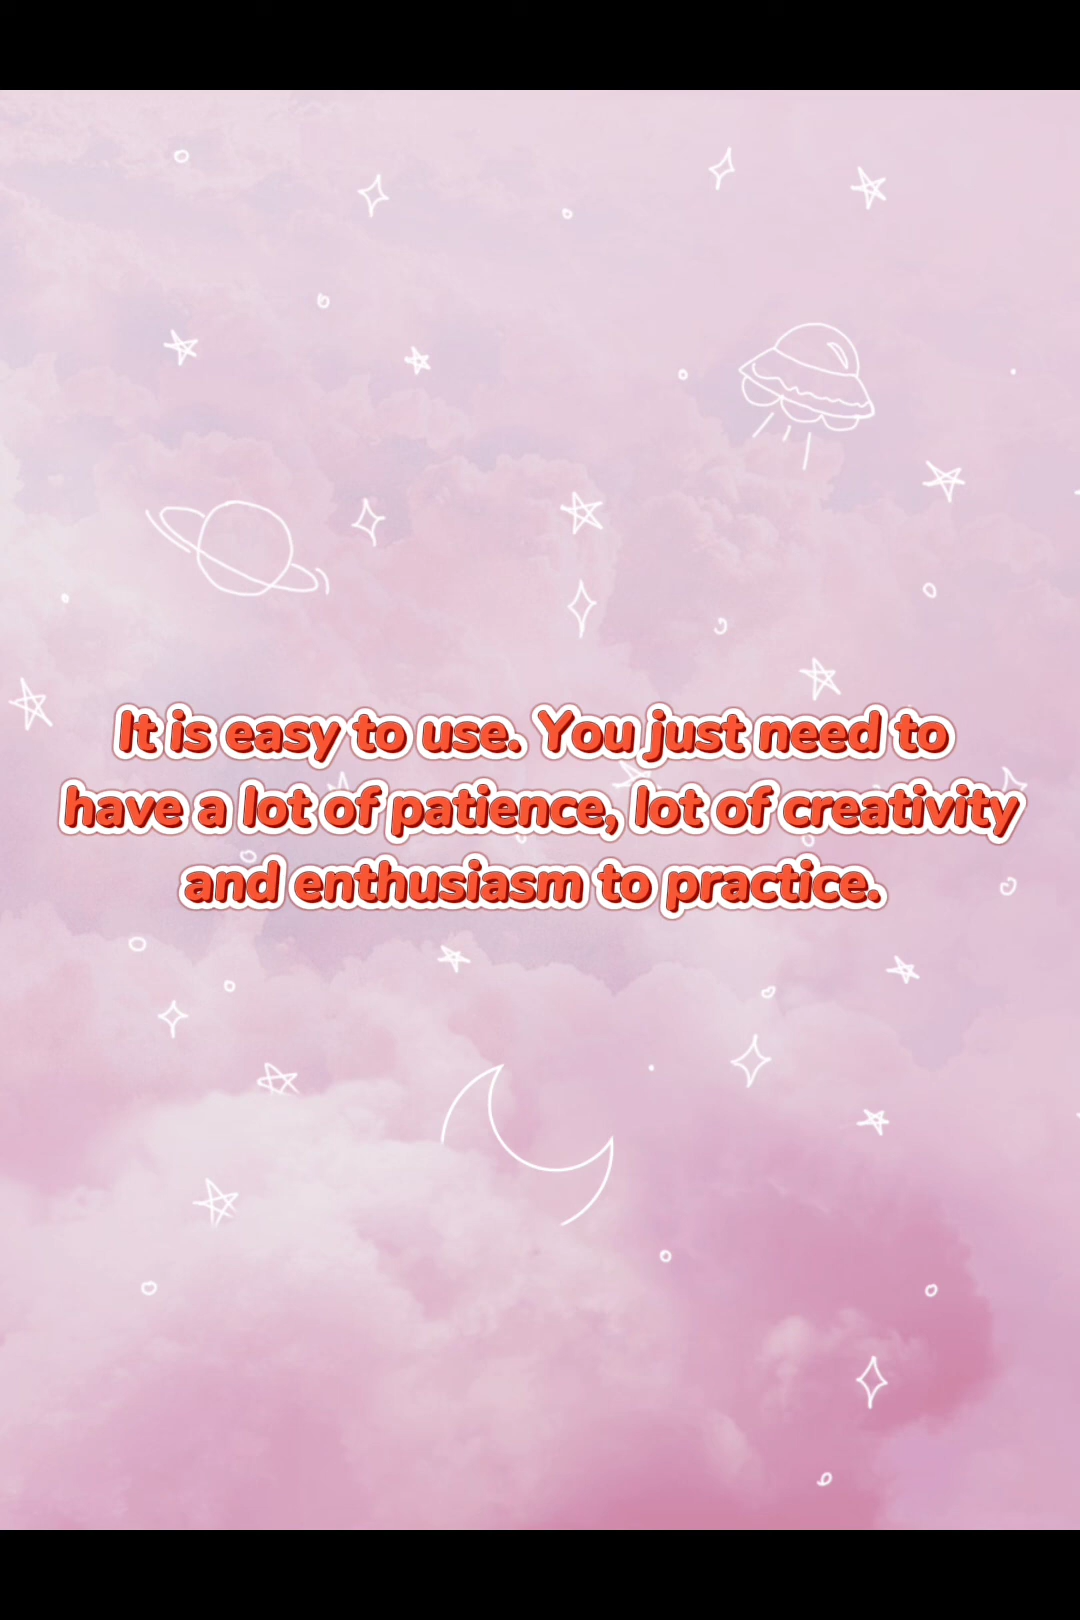 It is easy to use. You just need to
have a lot of patience, lot of creativity
and enthusiasm to practice.